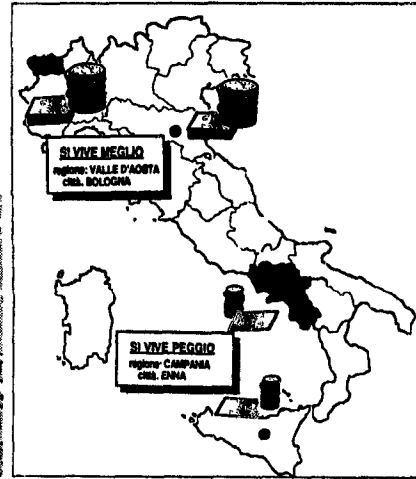 SI VIVE MEGLIO
regione: VALLE D'AOSTA
città. BOLOGNA
SI VIVE PEGGIO
regione· CAMPANIA
città. ENNA